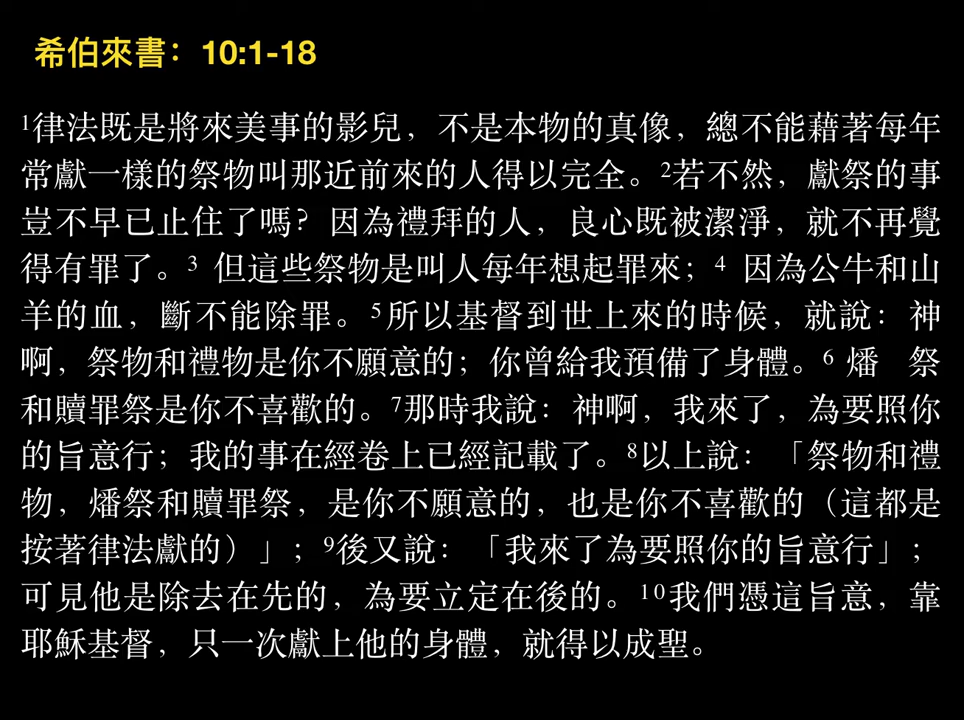 希伯來書：10:1-18
¹律法既是將來美事的影兒，不是本物的真像，總不能藉著每年
常獻一樣的祭物叫那近前來的人得以完全。²若不然，獻祭的事
豈不早已止住了嗎？因為禮拜的人，良心既被潔淨，就不再覺
得有罪了。³ 但這些祭物是叫人每年想起罪來；⁴ 因為公牛和山
羊的血，斷不能除罪。⁵所以基督到世上來的時候，就說：神
啊，祭物和禮物是你不願意的；你曾給我預備了身體。⁶ 燔　祭
和贖罪祭是你不喜歡的。⁷那時我說：神啊，我來了，為要照你
的旨意行；我的事在經卷上已經記載了。⁸以上說：「祭物和禮
物，燔祭和贖罪祭，是你不願意的，也是你不喜歡的（這都是
按著律法獻的）」；⁹後又說：「我來了為要照你的旨意行」；
可見他是除去在先的，為要立定在後的。¹⁰我們憑這旨意，靠
耶穌基督，只一次獻上他的身體，就得以成聖。